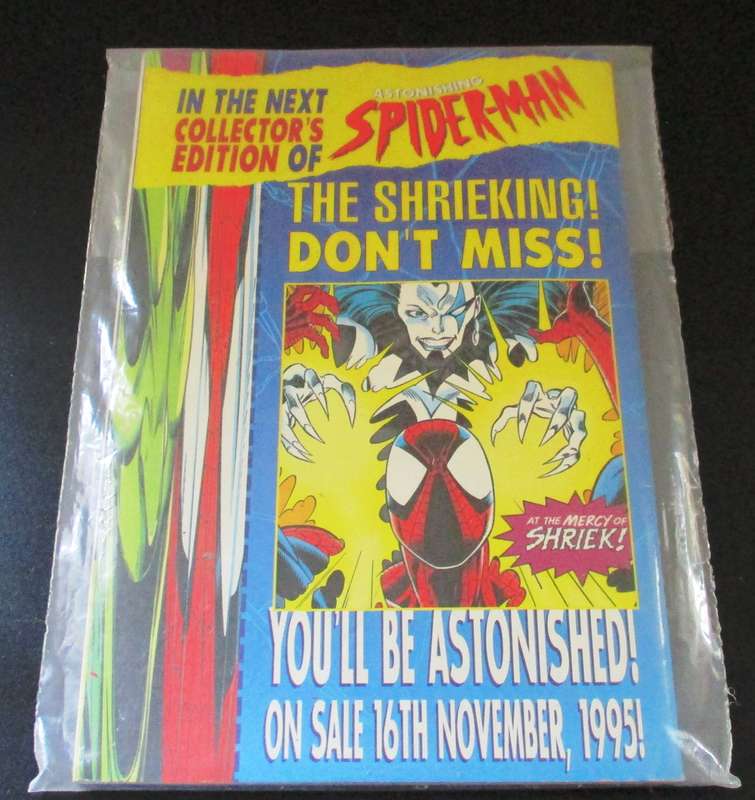 IN THE NEXT
COLLECTOR'S
EDITION OF
ASTONISHING
SPIDER-MAN
THE SHRIEKING!
DON'T MISS!
AT THE MERCY OF
SHRIEK!
YOU'LL BE ASTONISHED!
ON SALE 16TH NOVEMBER, 1995!